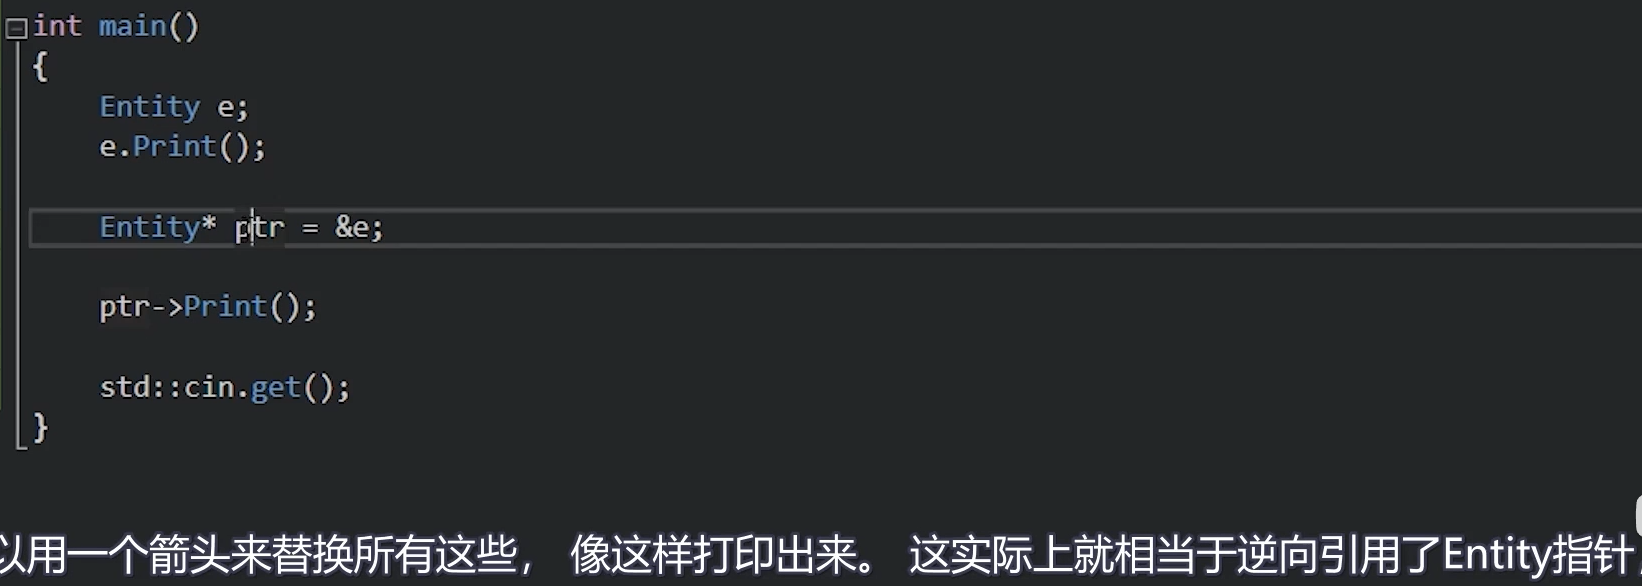 int main()
{
Entity e;
e.Print();
Entity* ptr = &e;
ptr->Print();
std::cin.get();
}
以用一个箭头来替换所有这些， 像这样打印出来。 这实际上就相当于逆向引用了Entity指针，